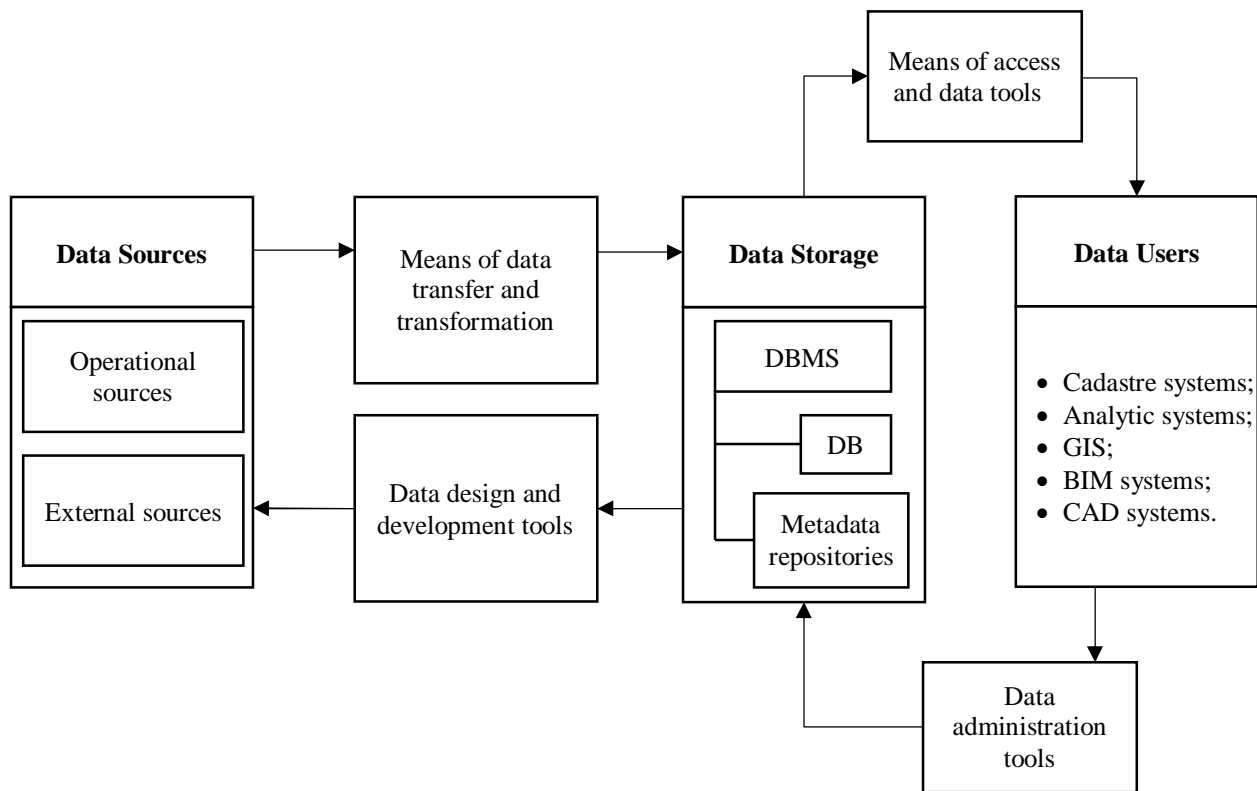 Means of access
and data tools
Data Sources
Operational
sources
External sources
Means of data
transfer and
transformation
Data design and
development tools
Data Storage
DBMS
DB
Metadata
repositories
Data Users
• Cadastre systems;
• Analytic systems;
• GIS;
• BIM systems;
• CAD systems.
Data
administration
tools